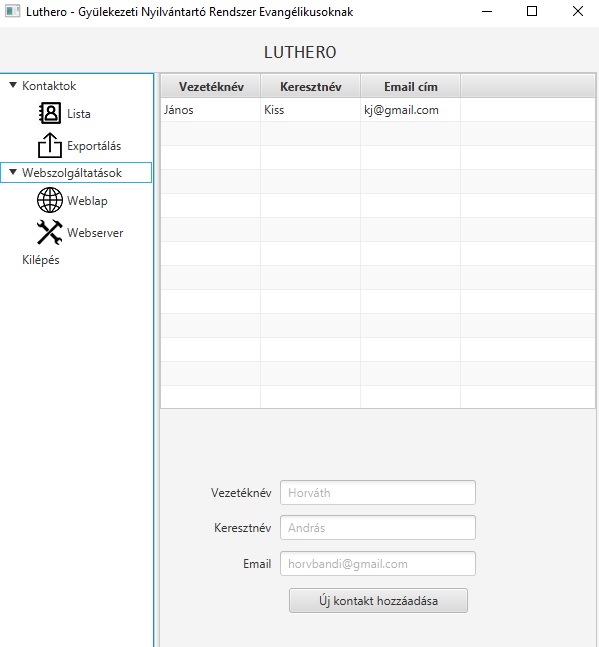 Luthero - Gyülekezeti Nyilvántartó Rendszer Evangélikusoknak
LUTHERO
Kontaktok
Lista
Exportálás
Webszolgáltatások
Weblap
Webserver
Kilépés
Vezetéknév Keresztnév Email cím
János Kiss kj@gmail.com
Vezetéknév Horváth
Keresztnév András
Email horvbandi@gmail.com
Új kontakt hozzáadása